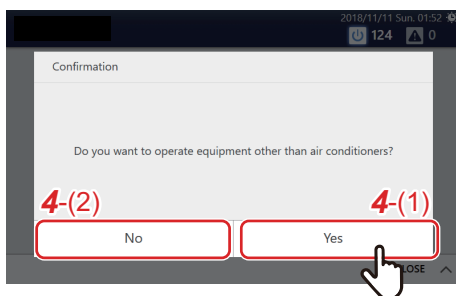 2018/11/11 Sun. 01:52
124 0
Confirmation
Do you want to operate equipment other than air conditioners?
4-(2) 4-(1)
No Yes